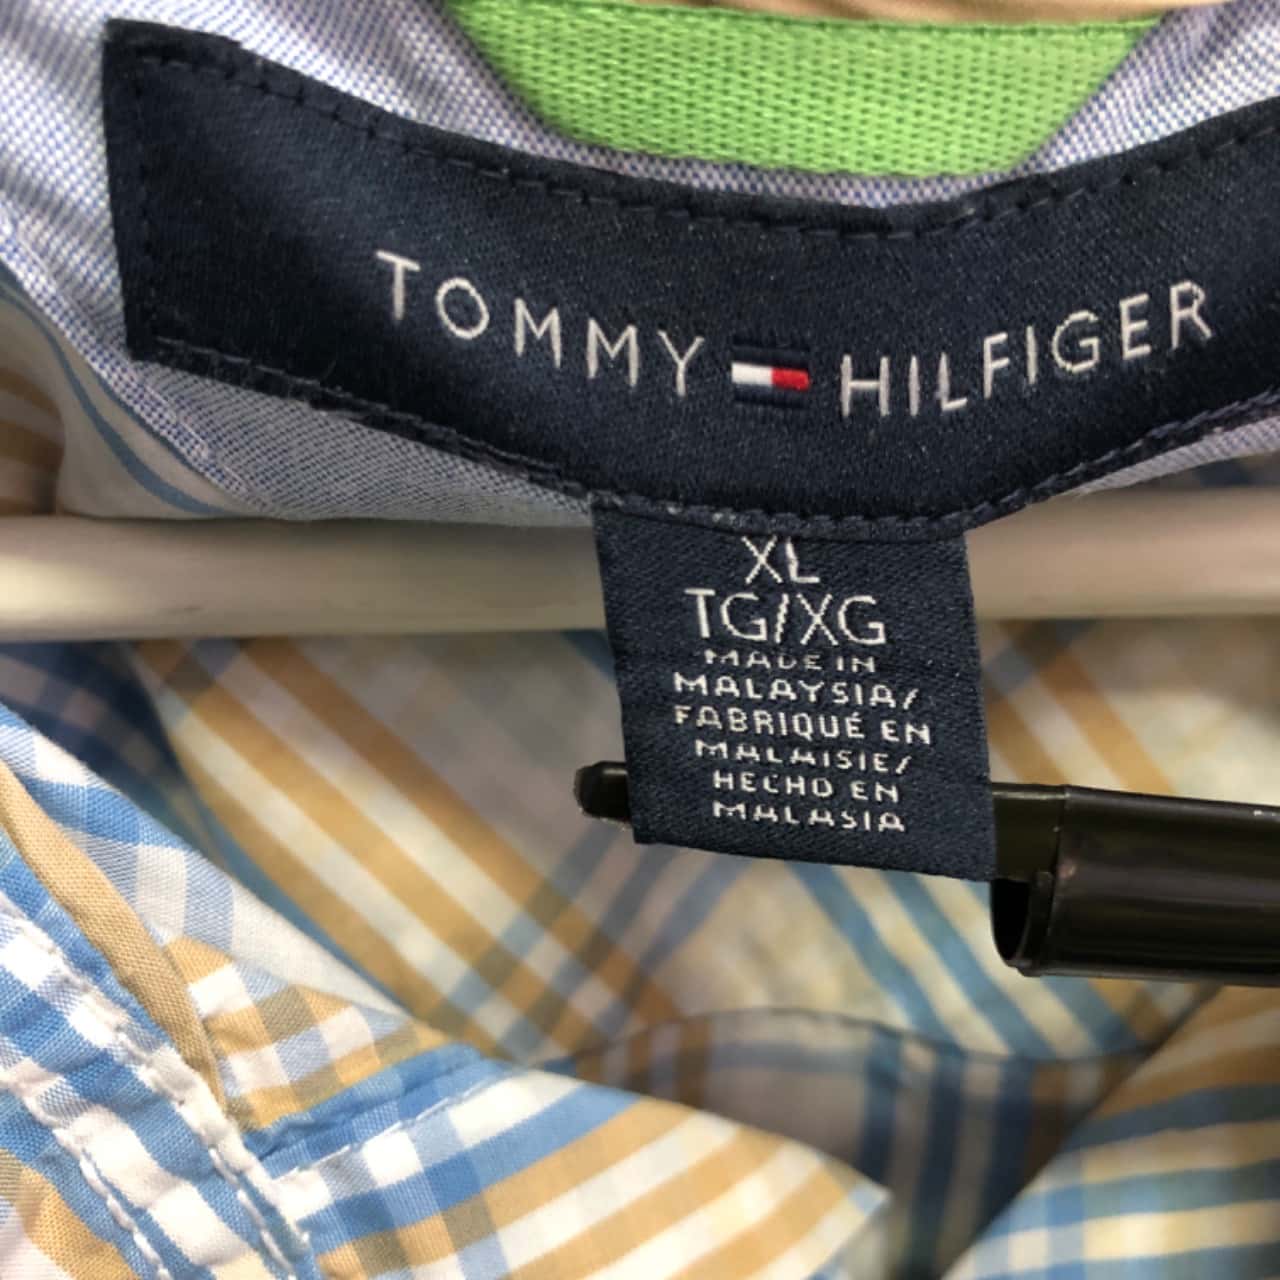 TOMMY HILFIGER
XL
TG/XG
MADE IN
MALAYSIA/
FABRIQUÉ EN
MALAISIE/
HECHO EN
MALASIA